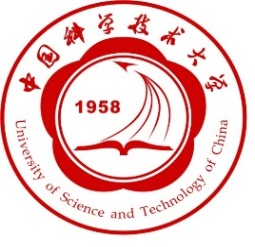 中国科学技术大学
1958
University of Science and Technology of China